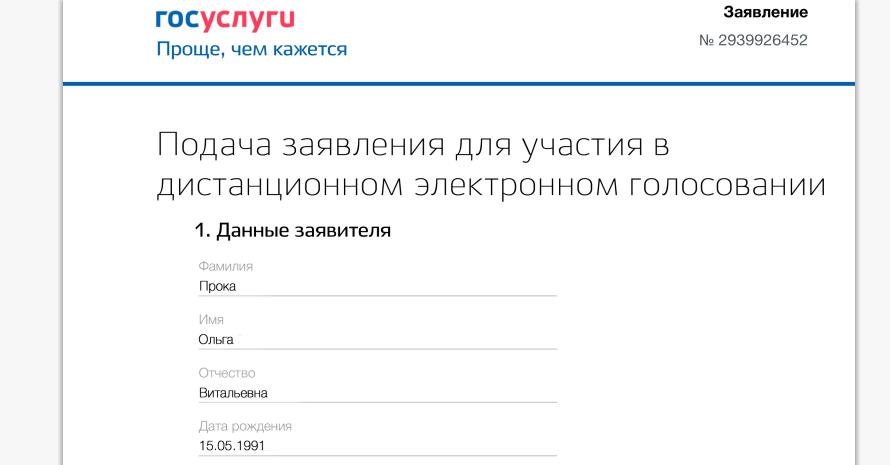 госуслуги
Проще, чем кажется
Заявление
№ 2939926452
Подача заявления для участия в
дистанционном электронном голосовании
1. Данные заявителя
Фамилия
Прока
Имя
Ольга
Отчество
Витальевна
Дата рождения
15.05.1991